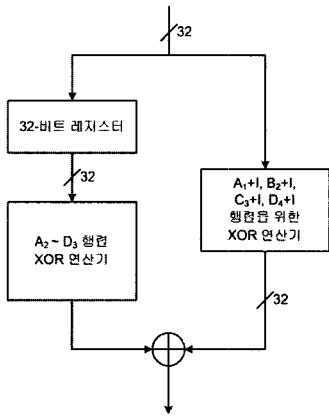 32
32-비트 레지스터
32
A₂ ~ D₃ 행렬
XOR 연산기
A₁+I, B₂+I,
C₃+I, D₄+I
행렬을 위한
XOR 연산기
32